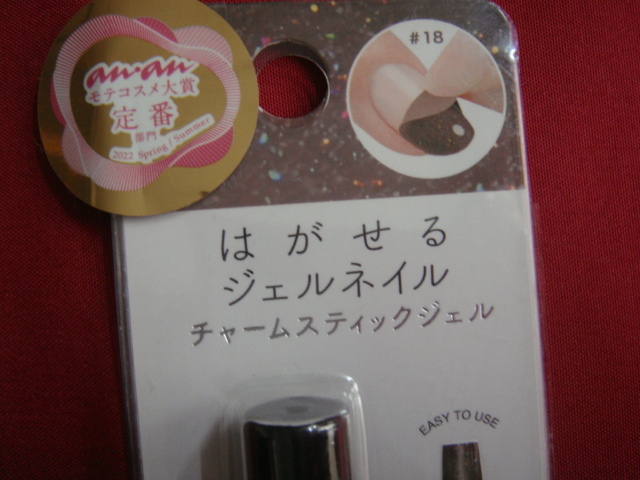 an・an
モテコスメ大賞
定番
部門
2022 Spring / Summer
#18
はがせる
ジェルネイル
チャームスティックジェル
EASY TO USE